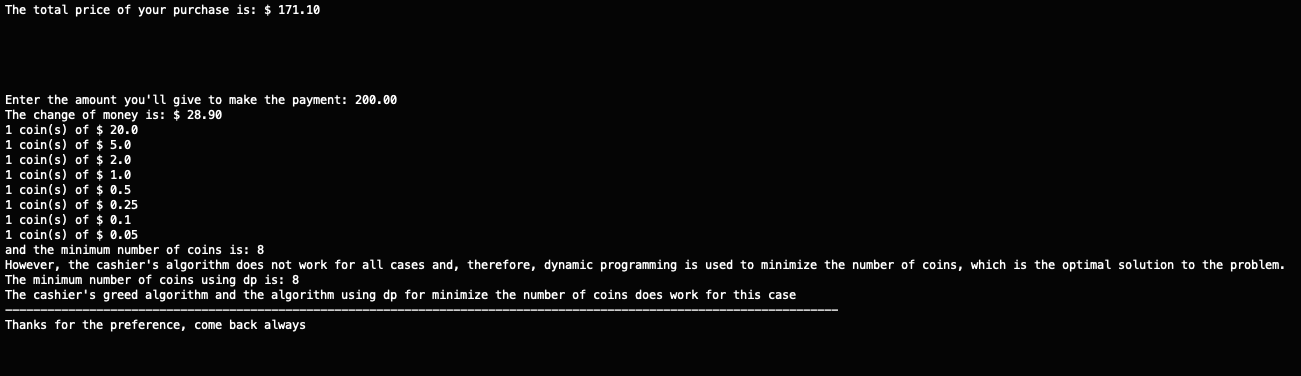 The total price of your purchase is: $ 171.10
Enter the amount you'll give to make the payment: 200.00
The change of money is: $ 28.90
1 coin(s) of $ 20.0
1 coin(s) of $ 5.0
1 coin(s) of $ 2.0
1 coin(s) of $ 1.0
1 coin(s) of $ 0.5
1 coin(s) of $ 0.25
1 coin(s) of $ 0.1
1 coin(s) of $ 0.05
and the minimum number of coins is: 8
However, the cashier's algorithm does not work for all cases and, therefore, dynamic programming is used to minimize the number of coins, which is the optimal solution to the problem.
The minimum number of coins using dp is: 8
The cashier's greed algorithm and the algorithm using dp for minimize the number of coins does work for this case
Thanks for the preference, come back always